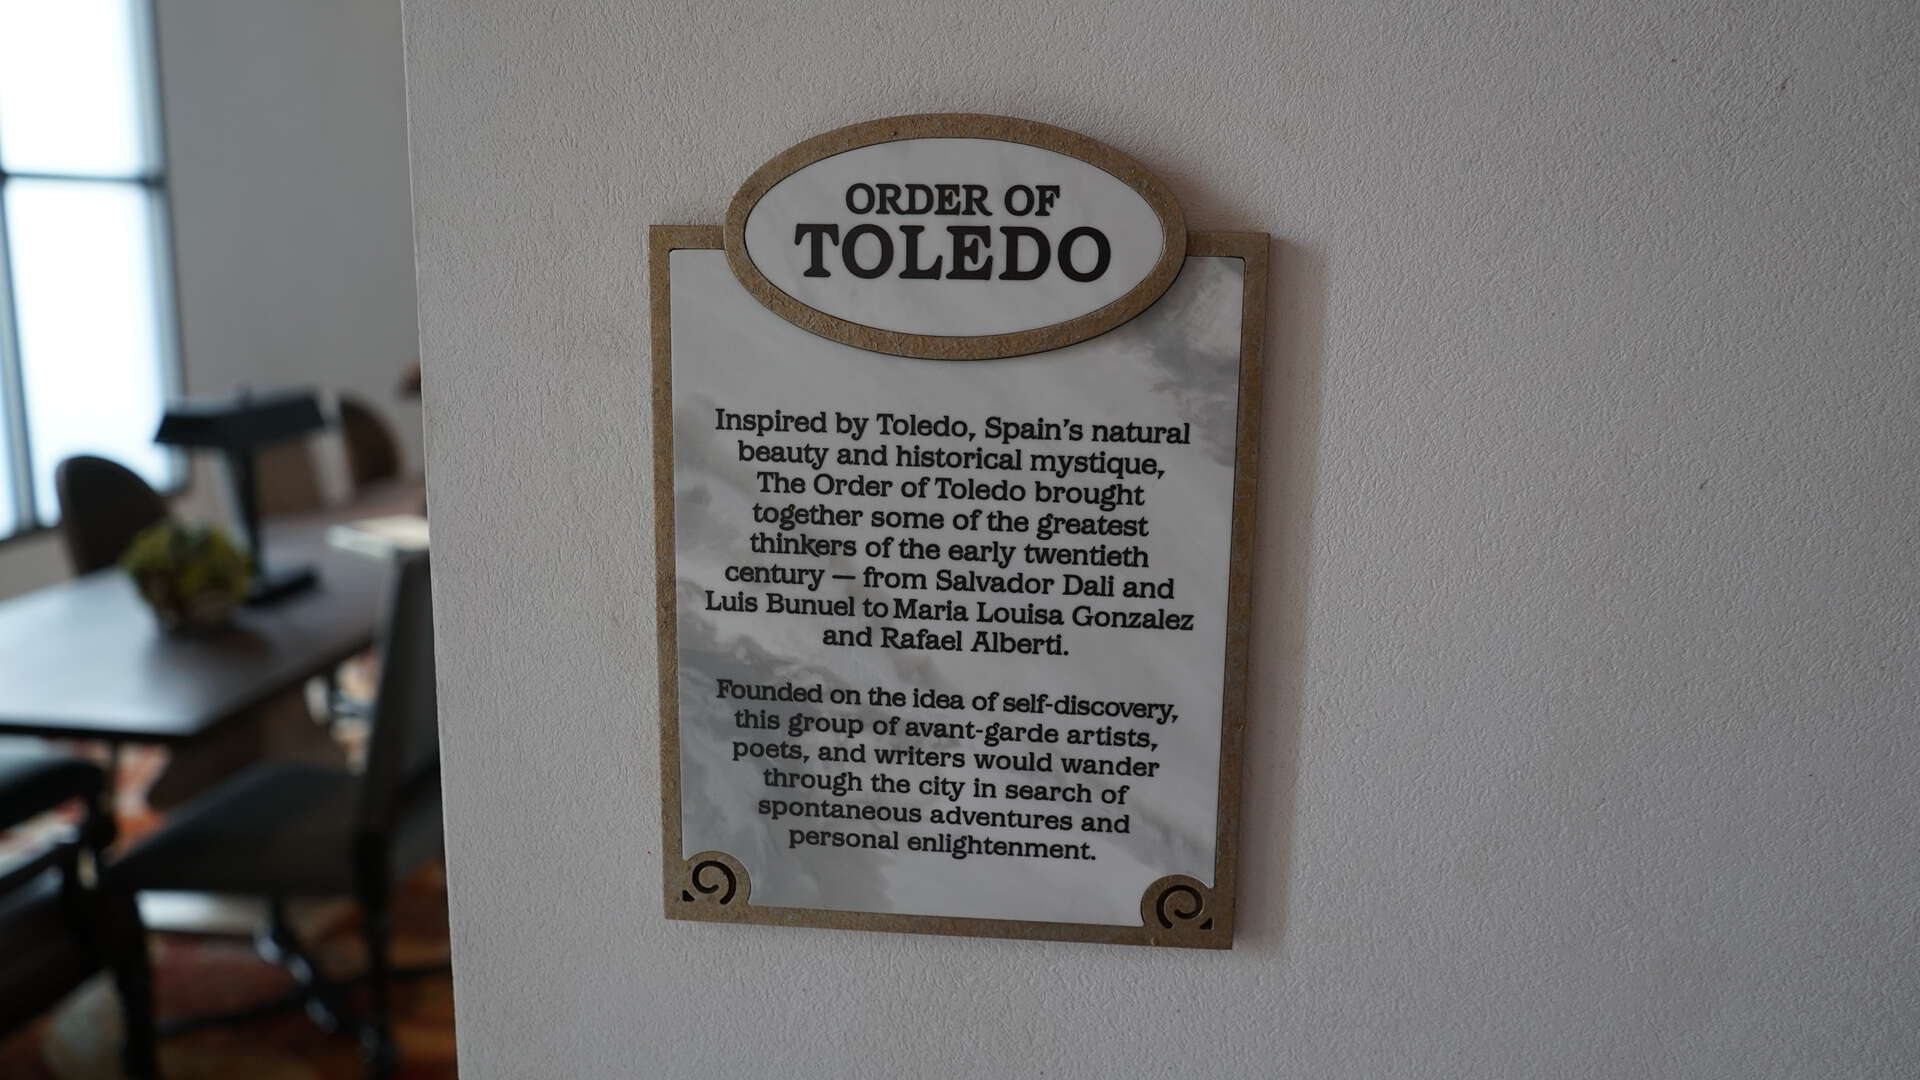 ORDER OF
TOLEDO
Inspired by Toledo, Spain's natural
beauty and historical mystique,
The Order of Toledo brought
together some of the greatest
thinkers of the early twentieth
century — from Salvador Dali and
Luis Bunuel to Maria Louisa Gonzalez
and Rafael Alberti.
Founded on the idea of self-discovery,
this group of avant-garde artists,
poets, and writers would wander
through the city in search of
spontaneous adventures and
personal enlightenment.